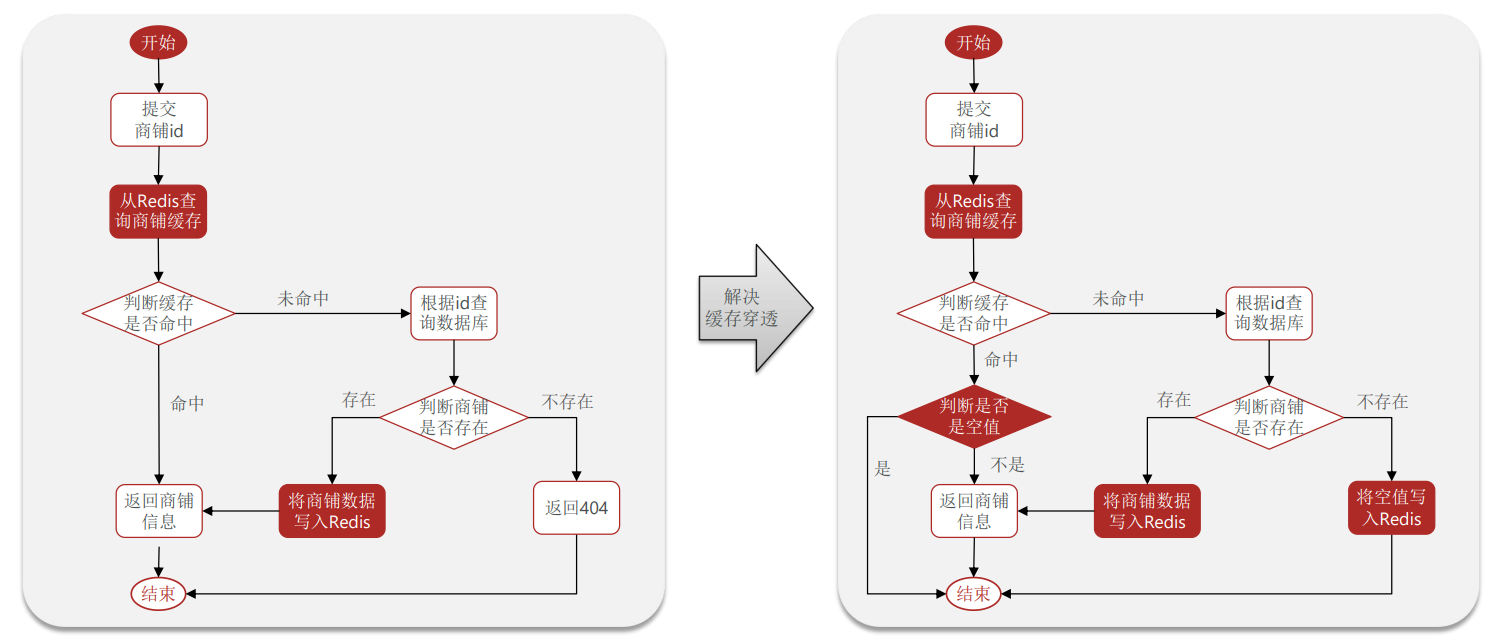 开始
提交
商铺id
从Redis查
询商铺缓存
判断缓存
是否命中
未命中
根据id查
询数据库
命中
存在
判断商铺
是否存在
不存在
返回商铺
信息
将商铺数据
写入Redis
返回404
结束
解决
缓存穿透
开始
提交
商铺id
从Redis查
询商铺缓存
判断缓存
是否命中
未命中
根据id查
询数据库
命中
判断是否
是空值
存在
判断商铺
是否存在
不存在
是
不是
返回商铺
信息
将商铺数据
写入Redis
将空值写
入Redis
结束